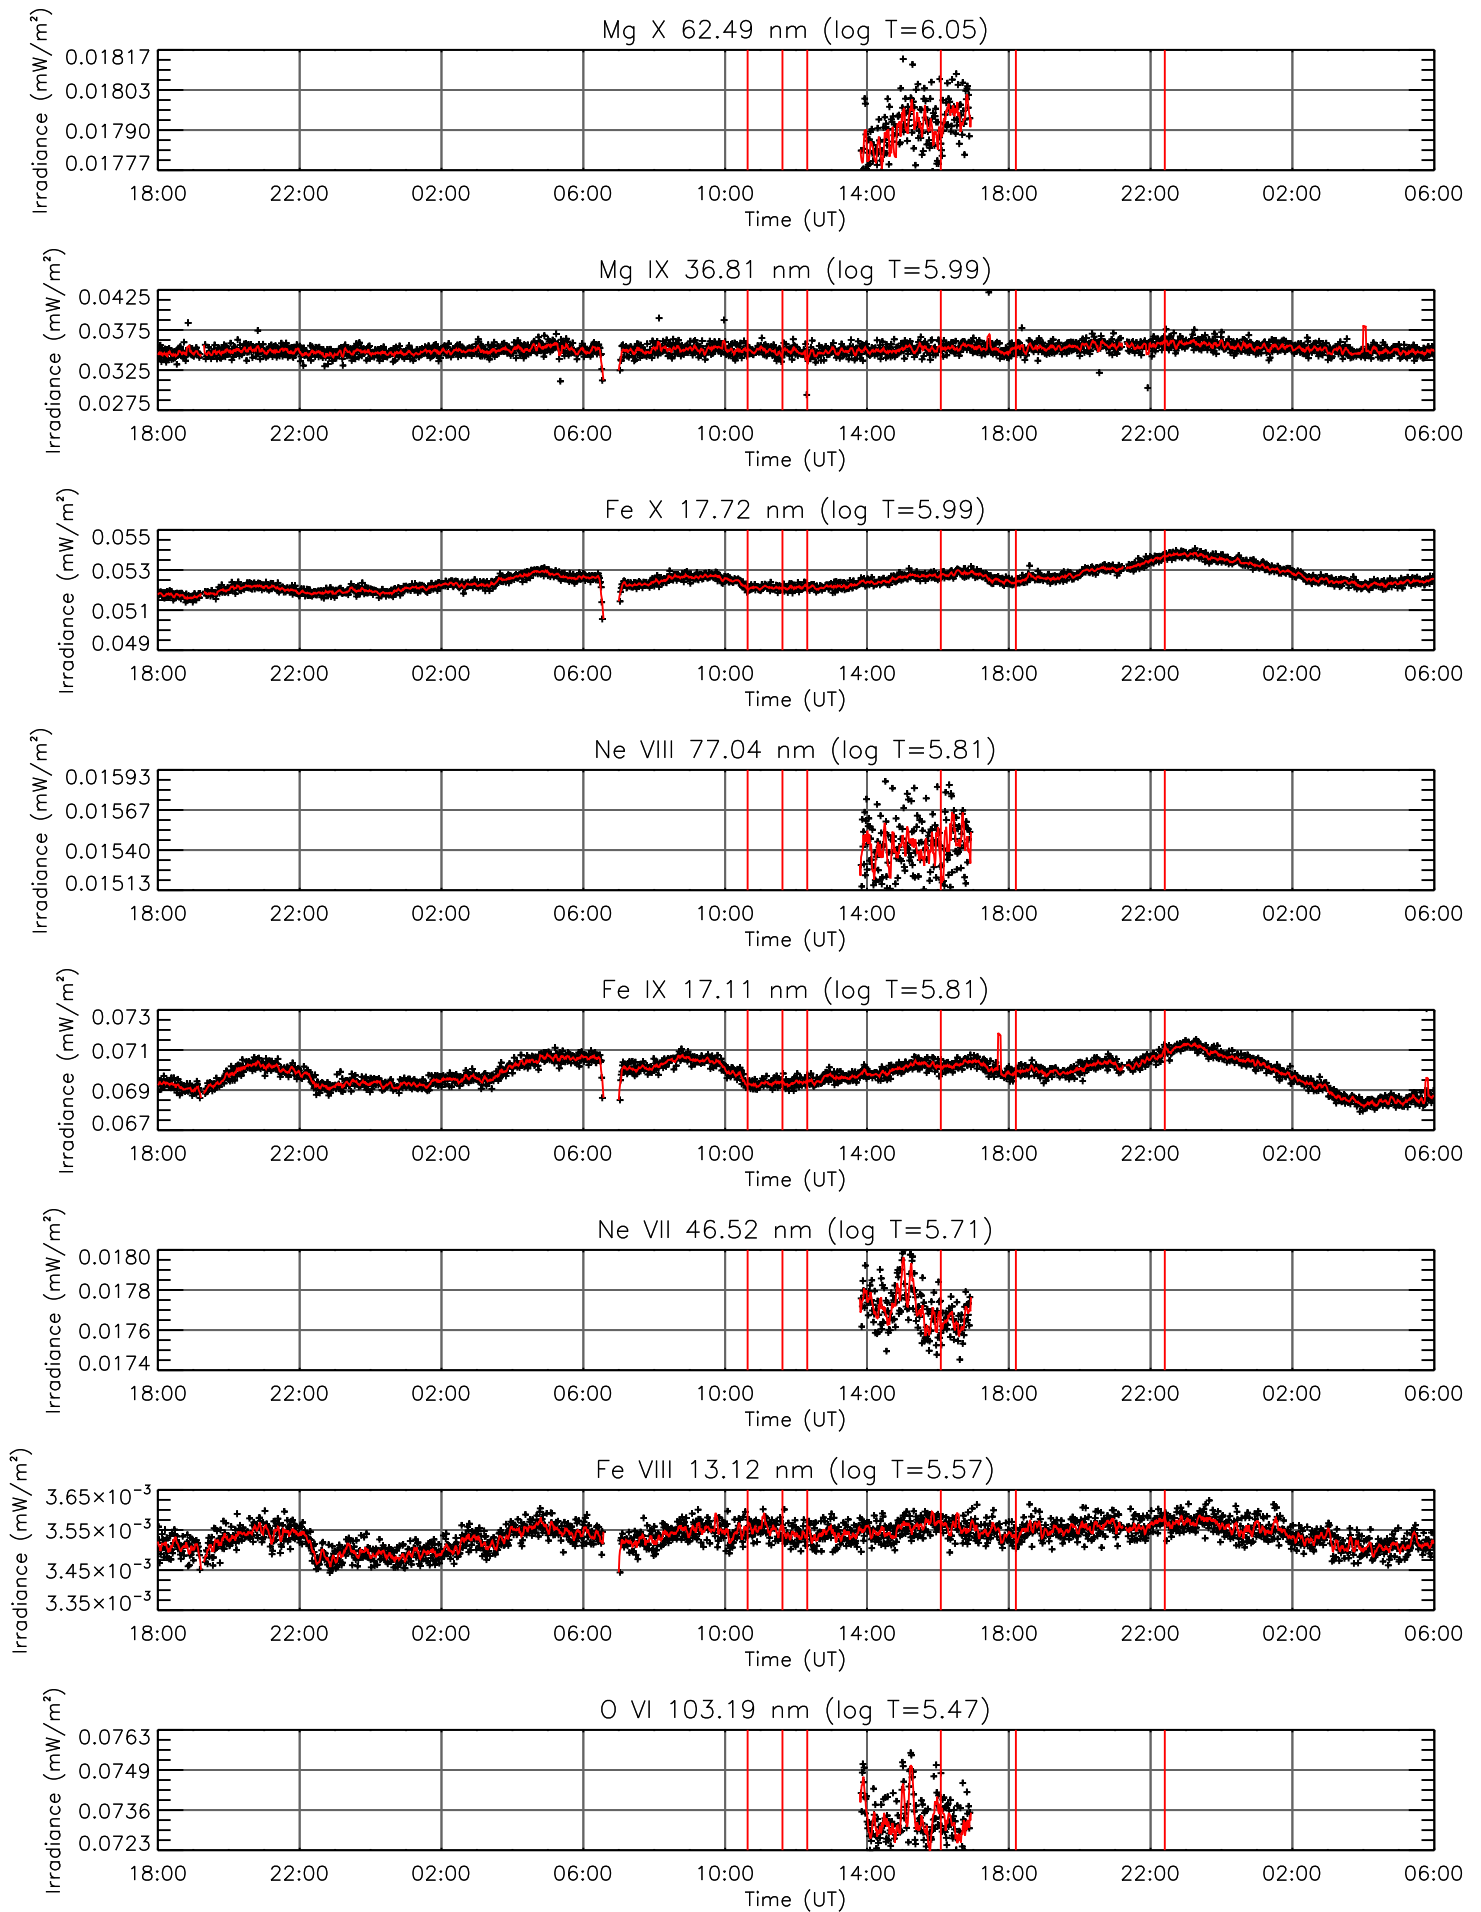 Mg X 62.49 nm (log T=6.05)
Irradiance (mW/m²)
0.01817
0.01803
0.01790
0.01777
18:00 22:00 02:00 06:00 10:00 14:00 18:00 22:00 02:00 06:00
Time (UT)
Mg IX 36.81 nm (log T=5.99)
Irradiance (mW/m²)
0.0425
0.0375
0.0325
0.0275
18:00 22:00 02:00 06:00 10:00 14:00 18:00 22:00 02:00 06:00
Time (UT)
Fe X 17.72 nm (log T=5.99)
Irradiance (mW/m²)
0.055
0.053
0.051
0.049
18:00 22:00 02:00 06:00 10:00 14:00 18:00 22:00 02:00 06:00
Time (UT)
Ne VIII 77.04 nm (log T=5.81)
Irradiance (mW/m²)
0.01593
0.01567
0.01540
0.01513
18:00 22:00 02:00 06:00 10:00 14:00 18:00 22:00 02:00 06:00
Time (UT)
Fe IX 17.11 nm (log T=5.81)
Irradiance (mW/m²)
0.073
0.071
0.069
0.067
18:00 22:00 02:00 06:00 10:00 14:00 18:00 22:00 02:00 06:00
Time (UT)
Ne VII 46.52 nm (log T=5.71)
Irradiance (mW/m²)
0.0180
0.0178
0.0176
0.0174
18:00 22:00 02:00 06:00 10:00 14:00 18:00 22:00 02:00 06:00
Time (UT)
Fe VIII 13.12 nm (log T=5.57)
Irradiance (mW/m²)
3.65×10⁻³
3.55×10⁻³
3.45×10⁻³
3.35×10⁻³
18:00 22:00 02:00 06:00 10:00 14:00 18:00 22:00 02:00 06:00
Time (UT)
O VI 103.19 nm (log T=5.47)
Irradiance (mW/m²)
0.0763
0.0749
0.0736
0.0723
18:00 22:00 02:00 06:00 10:00 14:00 18:00 22:00 02:00 06:00
Time (UT)